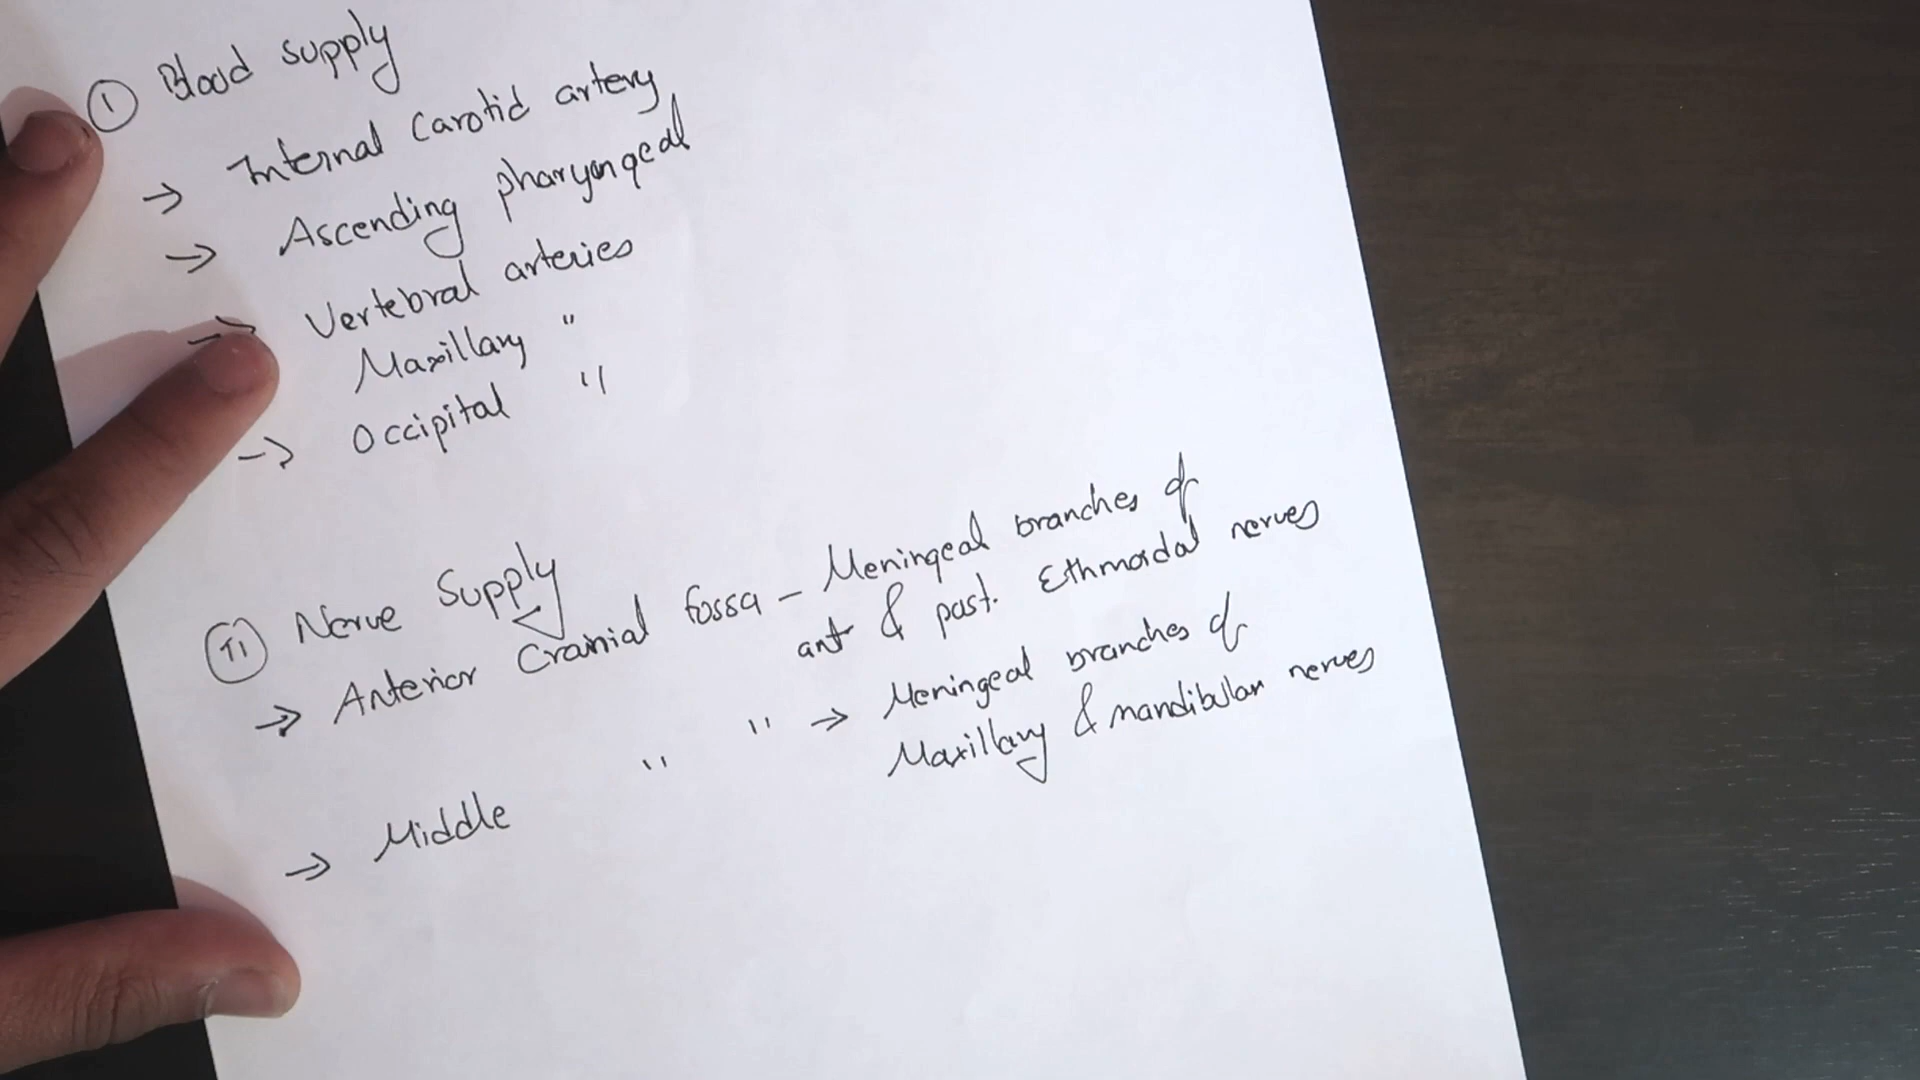 ① Blood supply
→ Internal Carotid artery
→ Ascending pharyngeal
→ Vertebral arteries
Maxillary "
→ Occipital "
(II) Nerve Supply
→ Anterior Cranial fossa - Meningeal branches of
ant & post. Ethmoidal nerves
→ Middle " " → Meningeal branches of
Maxillary & mandibular nerves